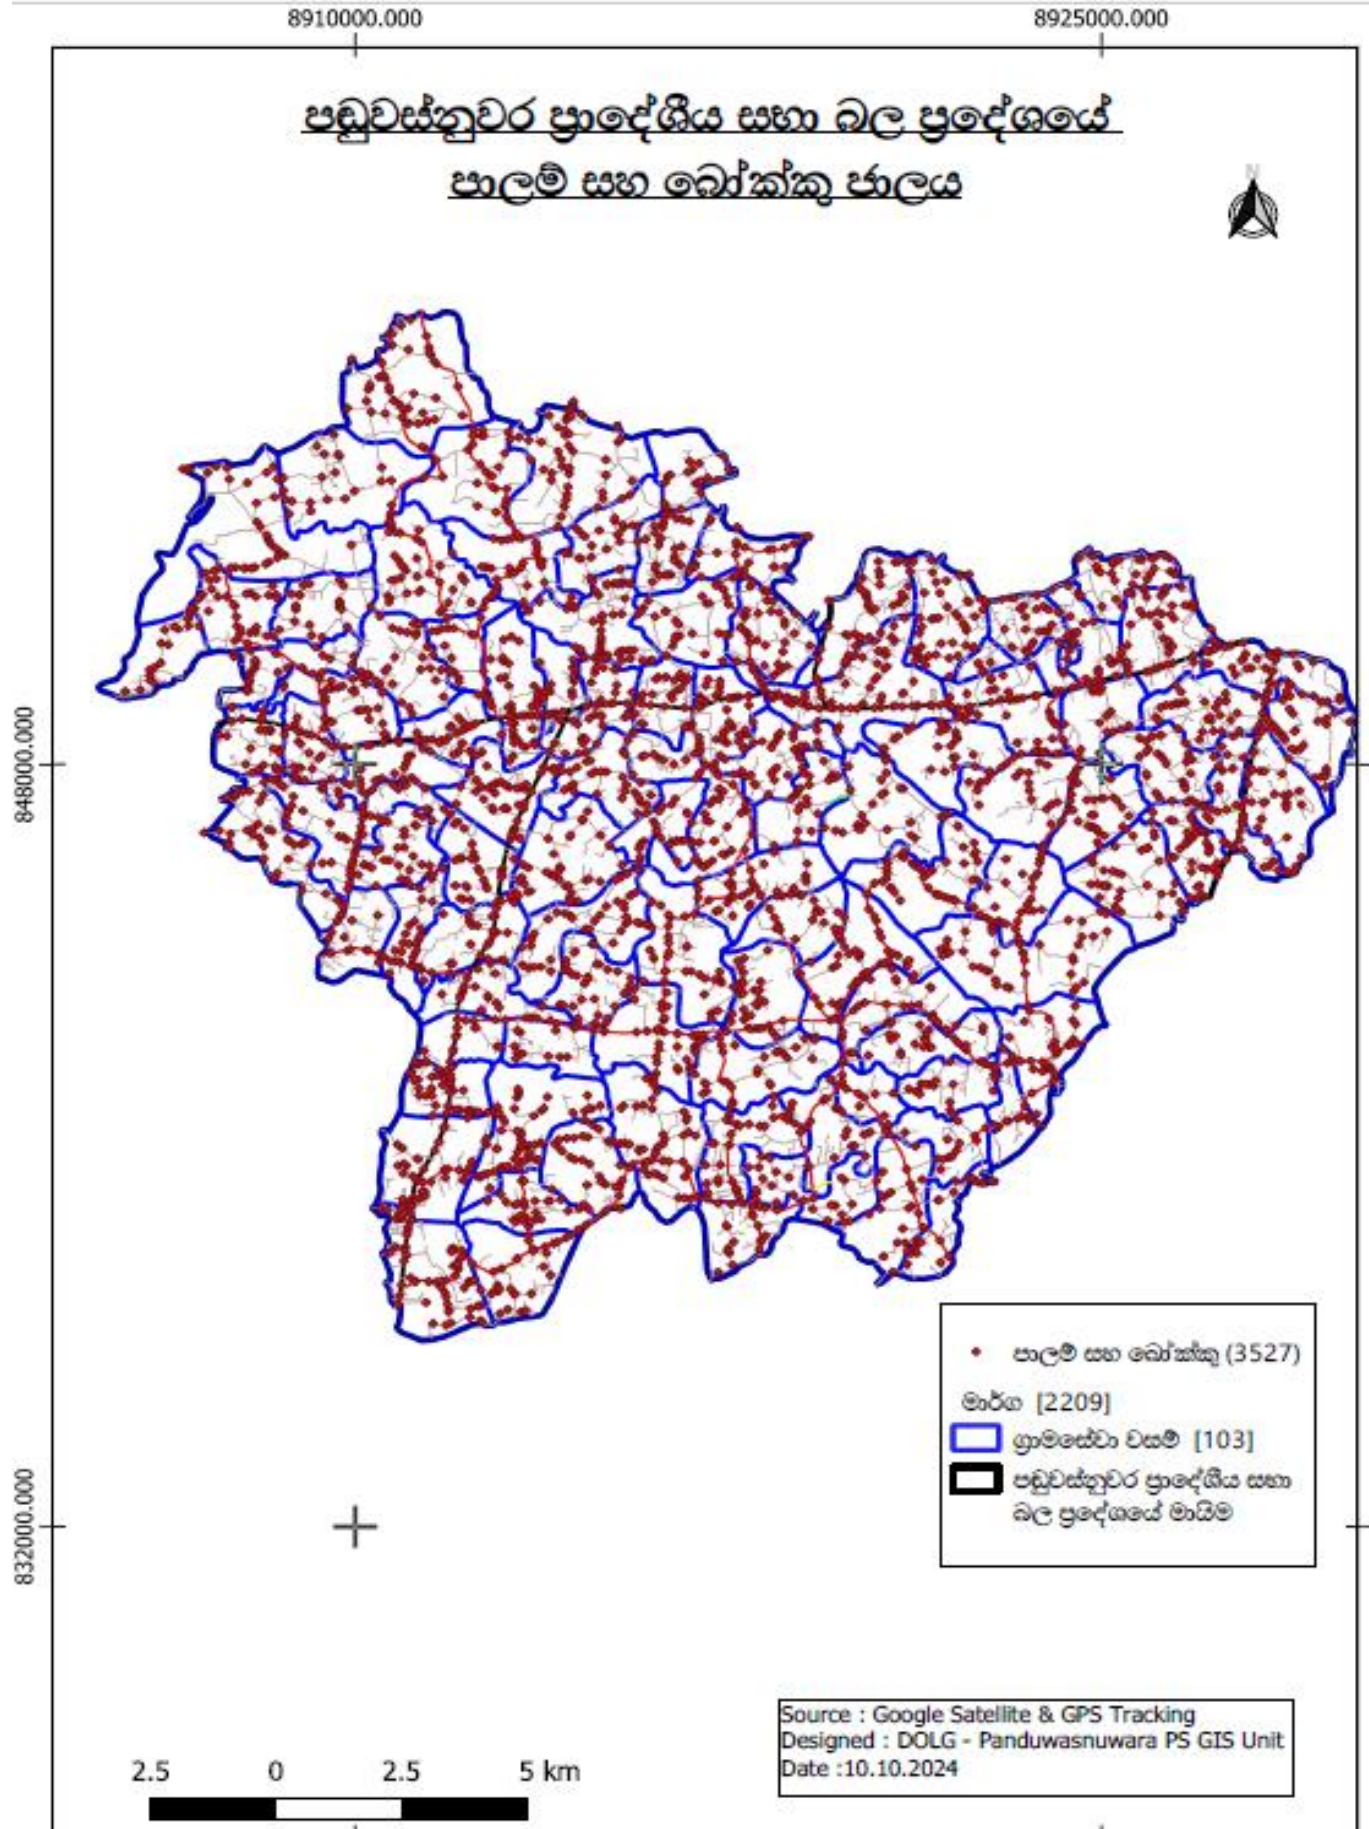 8910000.000 8925000.000
පඬුවස්නුවර ප්‍රාදේශීය සභා බල ප්‍රදේශයේ
පාලම් සහ බෝක්කු ජාලය
N
848000.000
832000.000
පාලම් සහ බෝක්කු (3527)
මාර්ග [2209]
ග්‍රාමසේවා වසම් [103]
පඬුවස්නුවර ප්‍රාදේශීය සභා
බල ප්‍රදේශයේ මායිම
Source : Google Satellite & GPS Tracking
Designed : DOLG - Panduwasnuwara PS GIS Unit
Date :10.10.2024
2.5 0 2.5 5 km